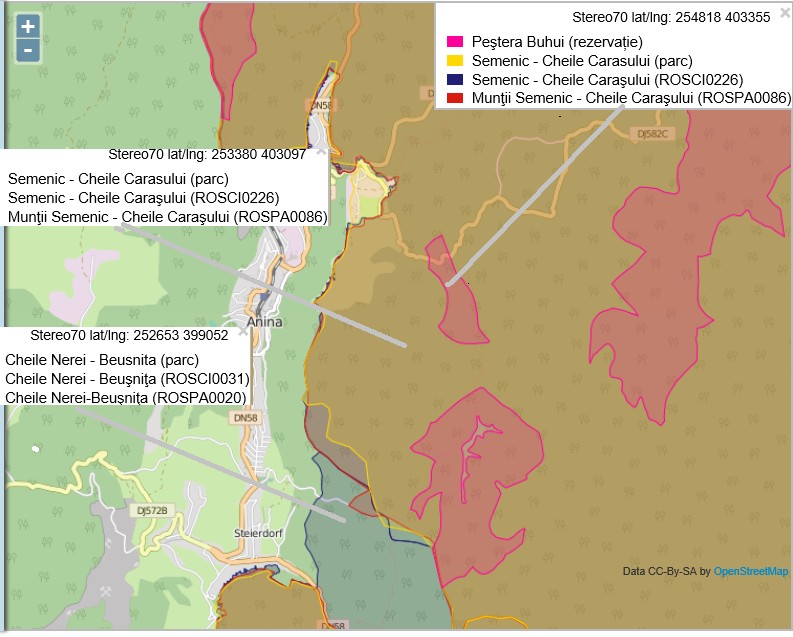 +
-
Stereo70 lat/lng: 254818 403355
×
Peştera Buhui (rezervație)
Semenic - Cheile Carasului (parc)
Semenic - Cheile Caraşului (ROSCI0226)
Munţii Semenic - Cheile Caraşului (ROSPA0086)
DN58
DJ582C
Stereo70 lat/lng: 253380 403097
×
Semenic - Cheile Carasului (parc)
Semenic - Cheile Caraşului (ROSCI0226)
Munţii Semenic - Cheile Caraşului (ROSPA0086)
Anina
Stereo70 lat/lng: 252653 399052
×
Cheile Nerei - Beusnita (parc)
Cheile Nerei - Beuşniţa (ROSCI0031)
Cheile Nerei-Beuşnița (ROSPA0020)
DN58
DJ572B
Steierdorf
Data CC-By-SA by OpenStreetMap
DN58